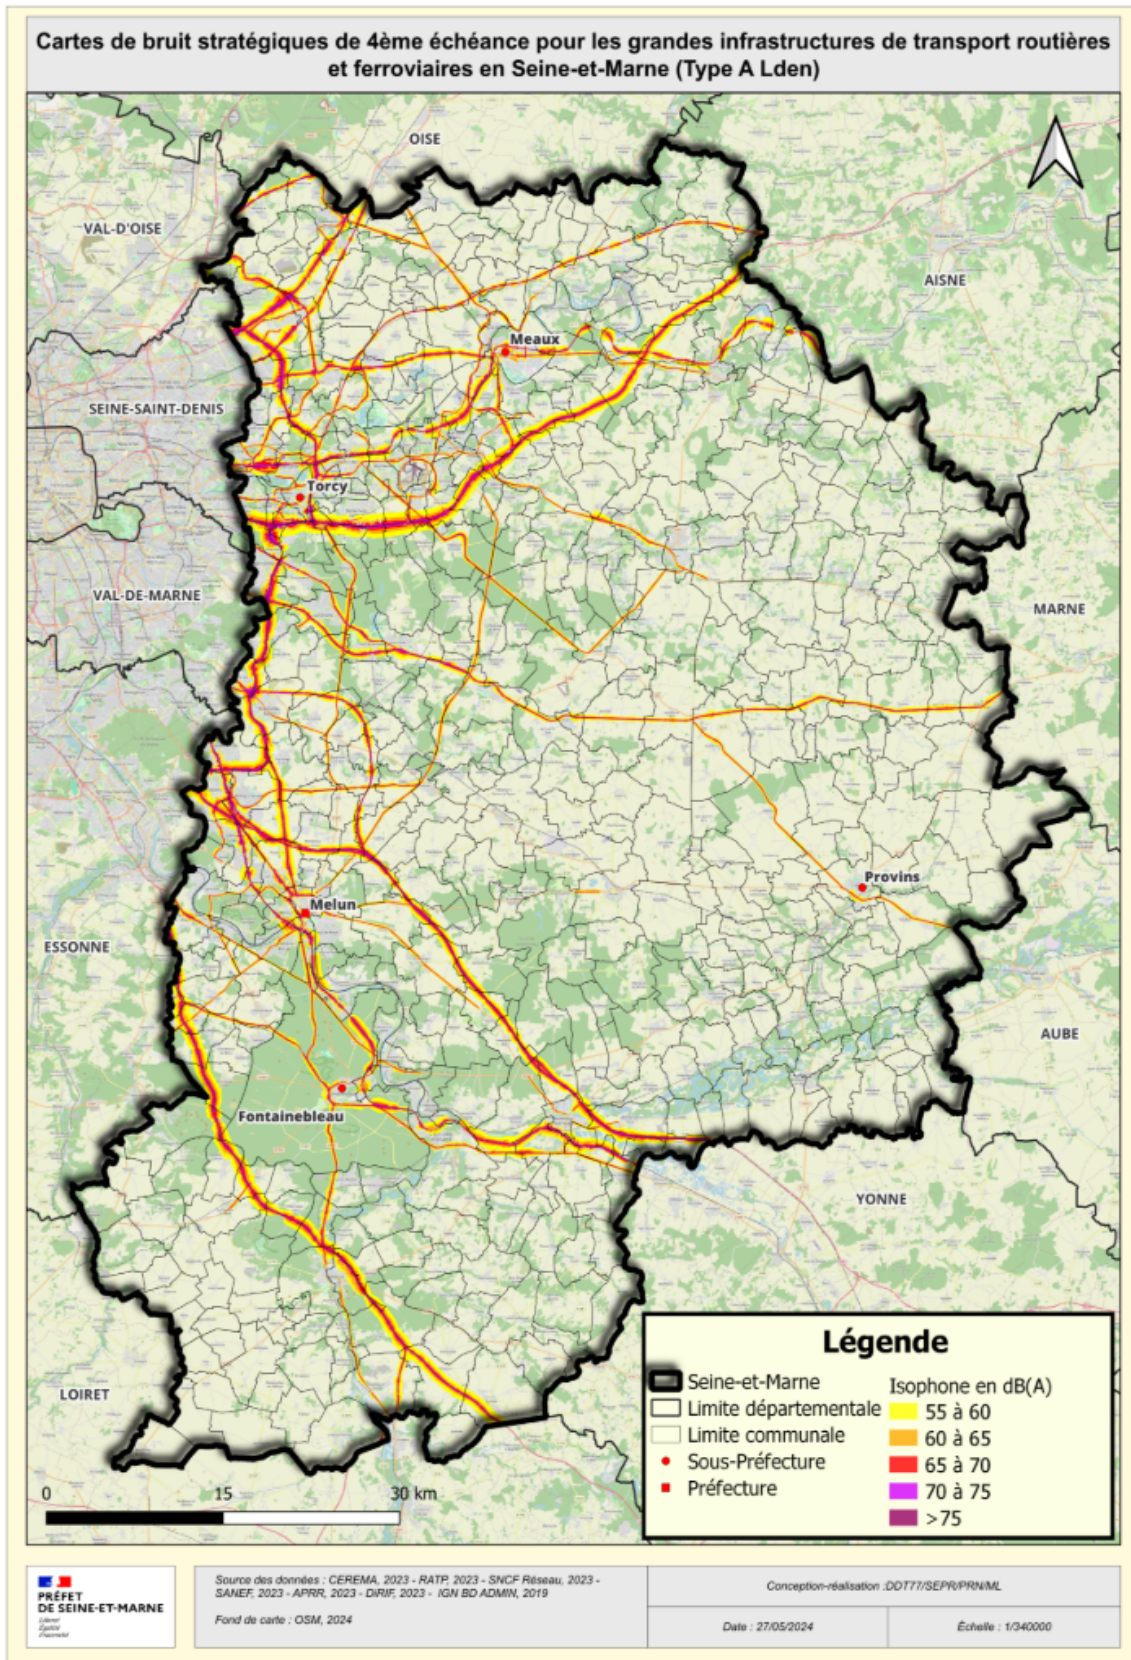 Cartes de bruit stratégiques de 4ème échéance pour les grandes infrastructures de transport routières
et ferroviaires en Seine-et-Marne (Type A Lden)
OISE
VAL-D'OISE
AISNE
Meaux
SEINE-SAINT-DENIS
Torcy
VAL-DE-MARNE
MARNE
Provins
Melun
ESSONNE
AUBE
Fontainebleau
YONNE
LOIRET
Légende
Seine-et-Marne
Limite départementale
Limite communale
Sous-Préfecture
Préfecture
Isophone en dB(A)
55 à 60
60 à 65
65 à 70
70 à 75
>75
0 15 30 km
PRÉFET
DE SEINE-ET-MARNE
Liberté
Égalité
Fraternité
Source des données : CEREMA, 2023 - RATP, 2023 - SNCF Réseau, 2023 -
SANEF, 2023 - APRR, 2023 - DiRIF, 2023 - IGN BD ADMIN, 2019
Fond de carte : OSM, 2024
Conception-réalisation :DDT77/SEPR/PRN/ML
Date : 27/05/2024
Échelle : 1/340000